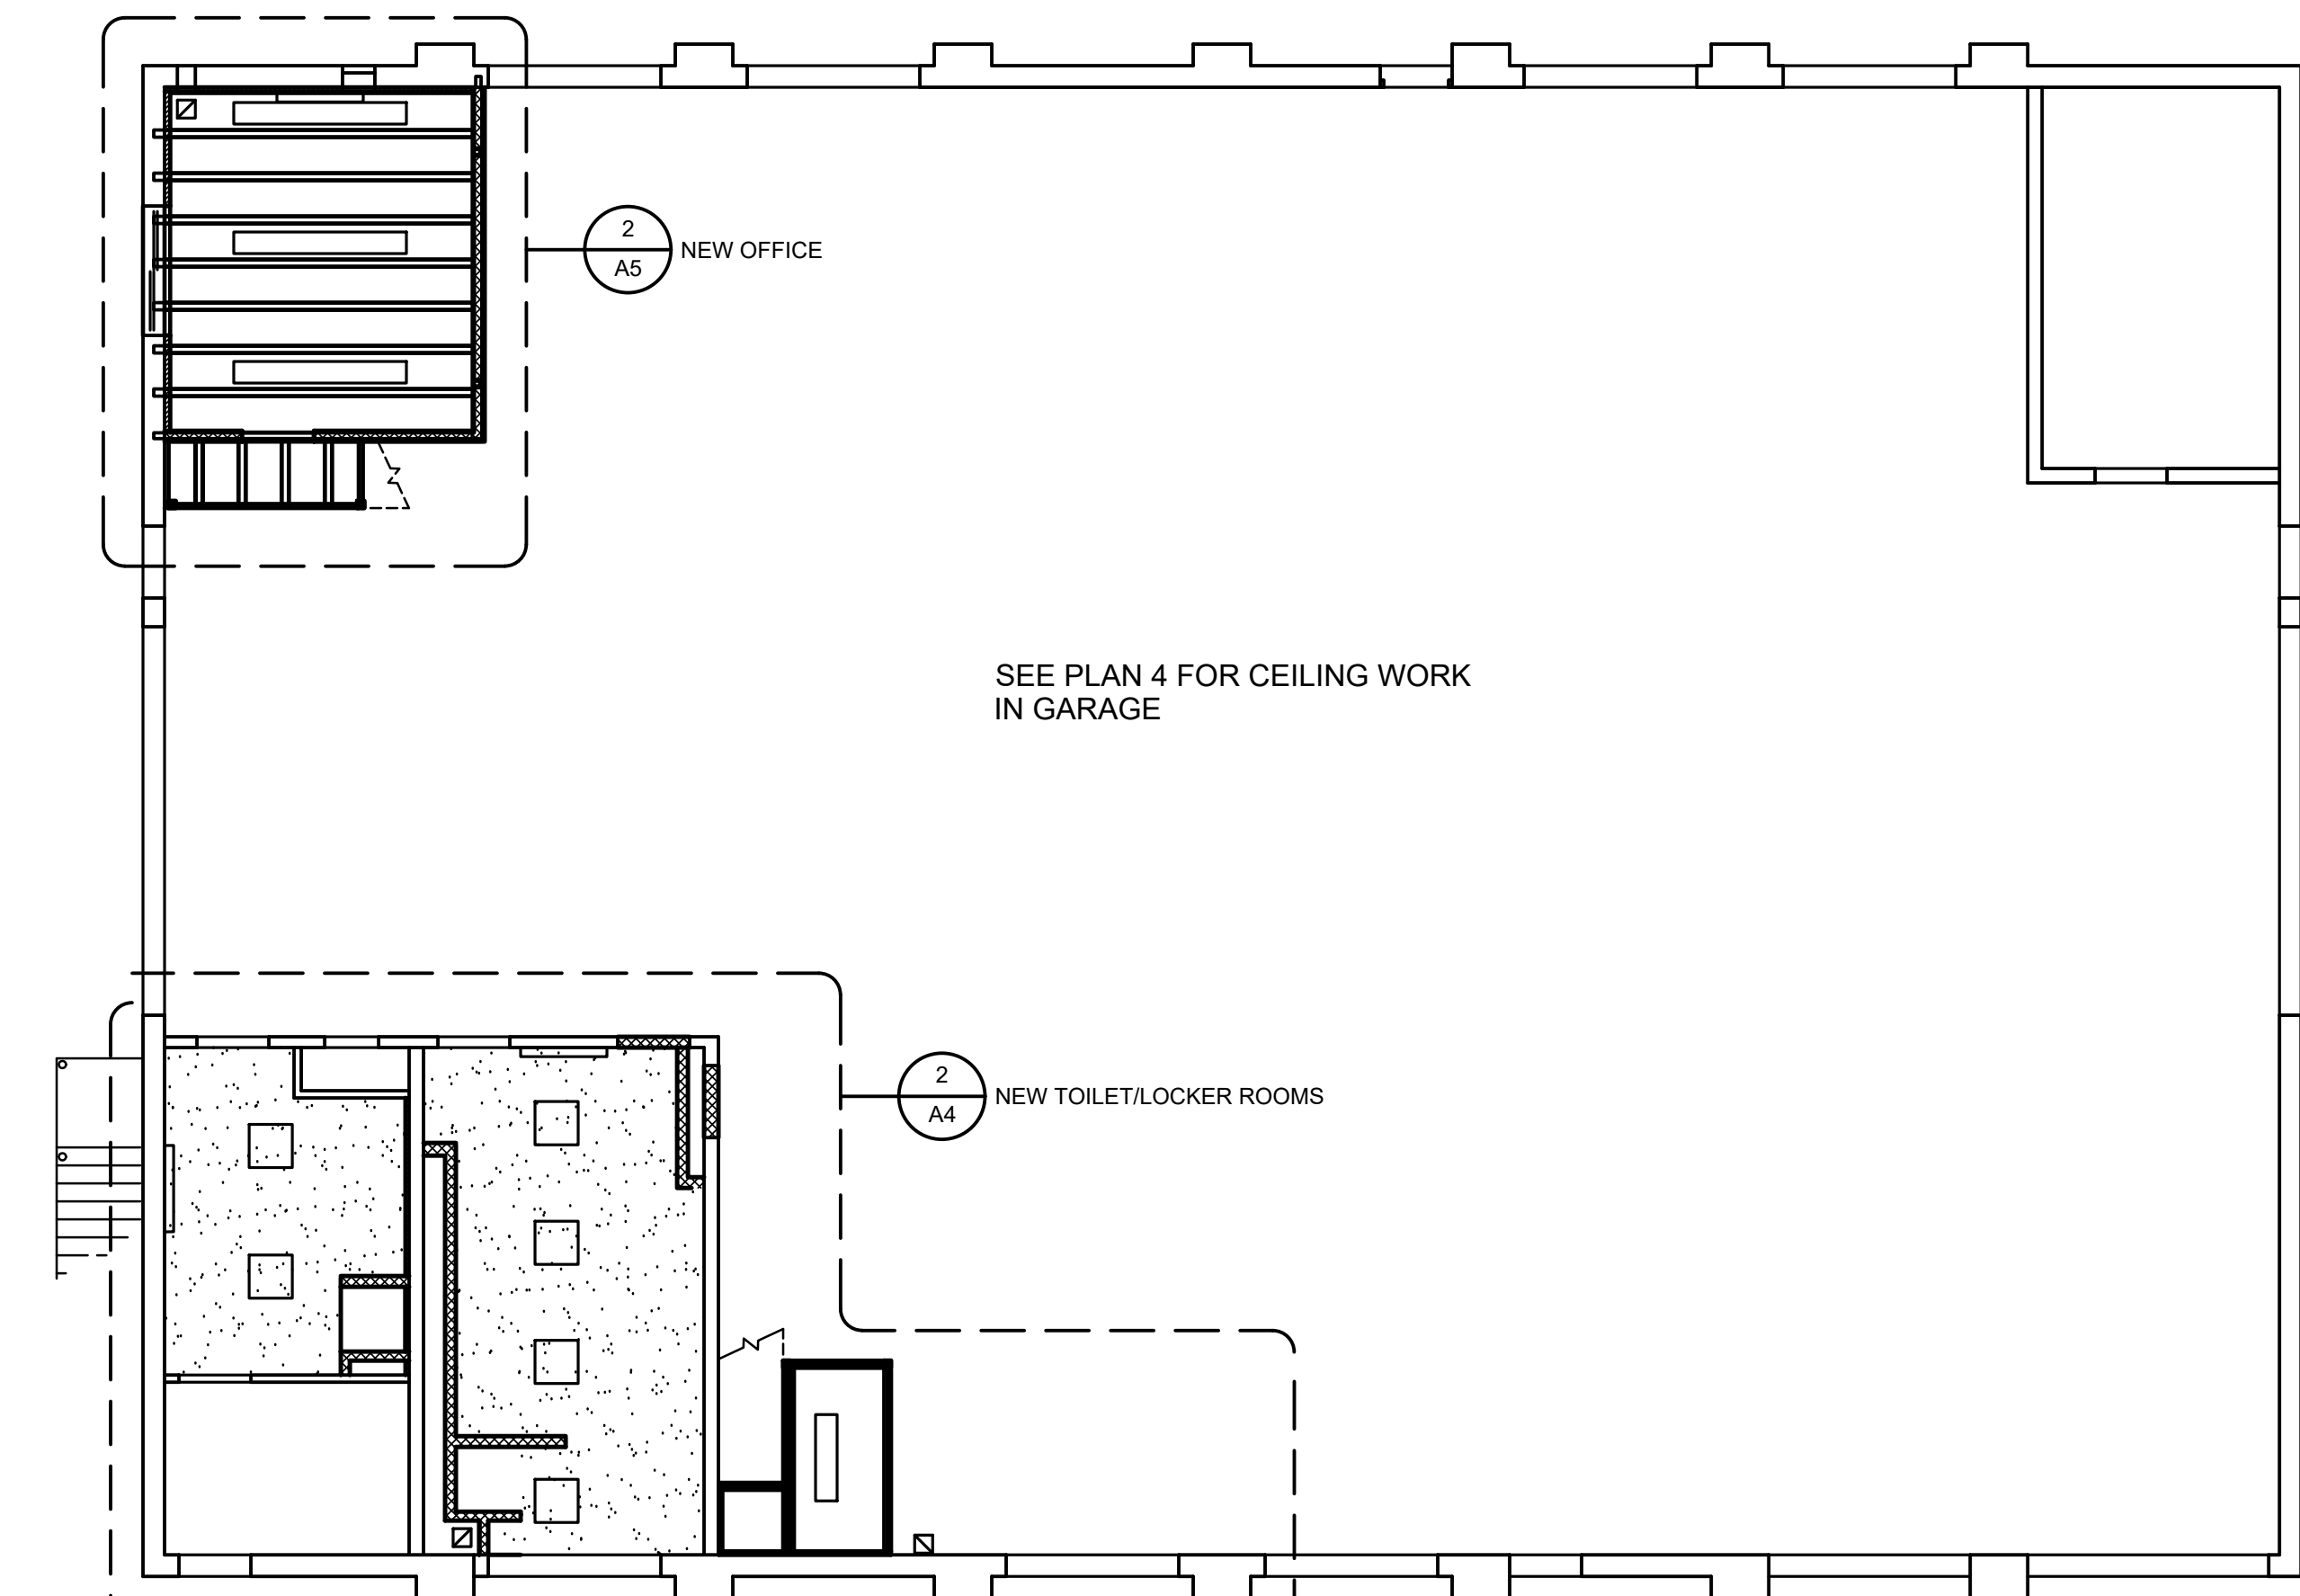 2
A5
NEW OFFICE
SEE PLAN 4 FOR CEILING WORK
IN GARAGE
2
A4
NEW TOILET/LOCKER ROOMS